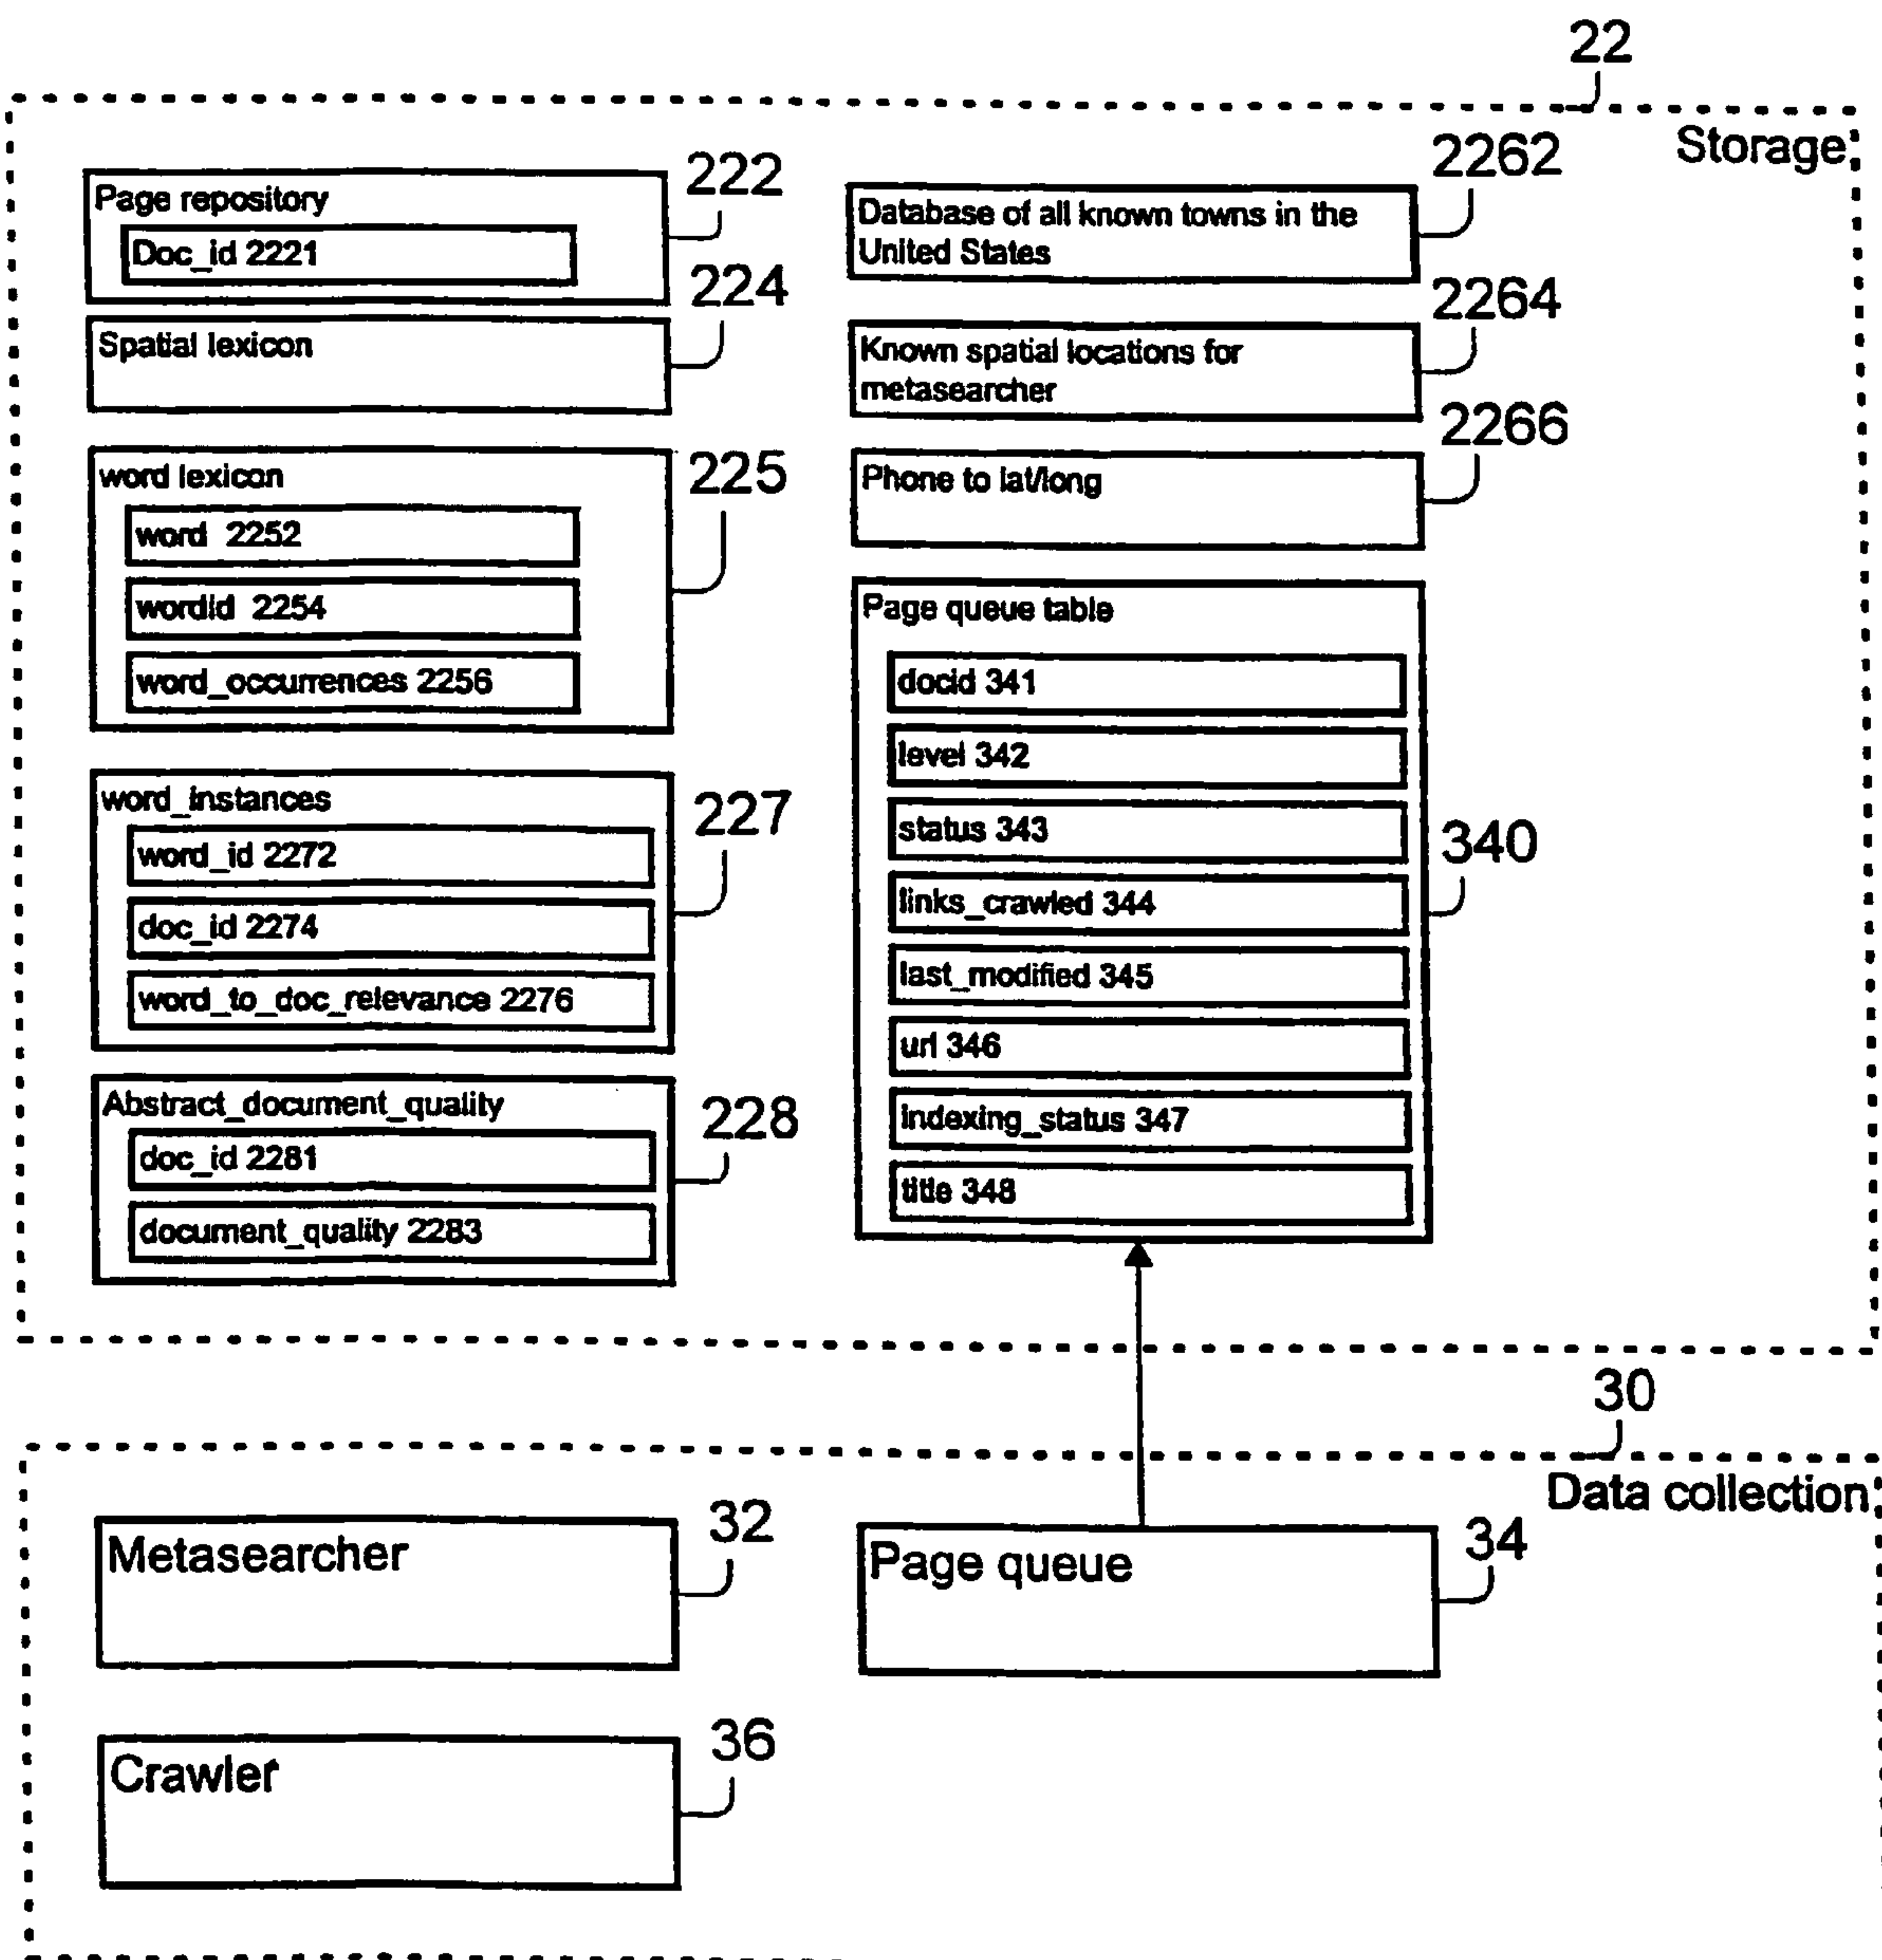 22
Storage
Page repository
222
Doc_id 2221
Spatial lexicon
224
word lexicon
225
word 2252
wordid 2254
word_occurrences 2256
word_instances
227
word_id 2272
doc_id 2274
word_to_doc_relevance 2276
Abstract_document_quality
228
doc_id 2281
document_quality 2283
2262
Database of all known towns in the
United States
2264
Known spatial locations for
metasearcher
2266
Phone to lat/long
Page queue table
340
docid 341
level 342
status 343
links_crawled 344
last_modified 345
url 346
indexing_status 347
title 348
30
Data collection
Metasearcher
32
Page queue
34
Crawler
36